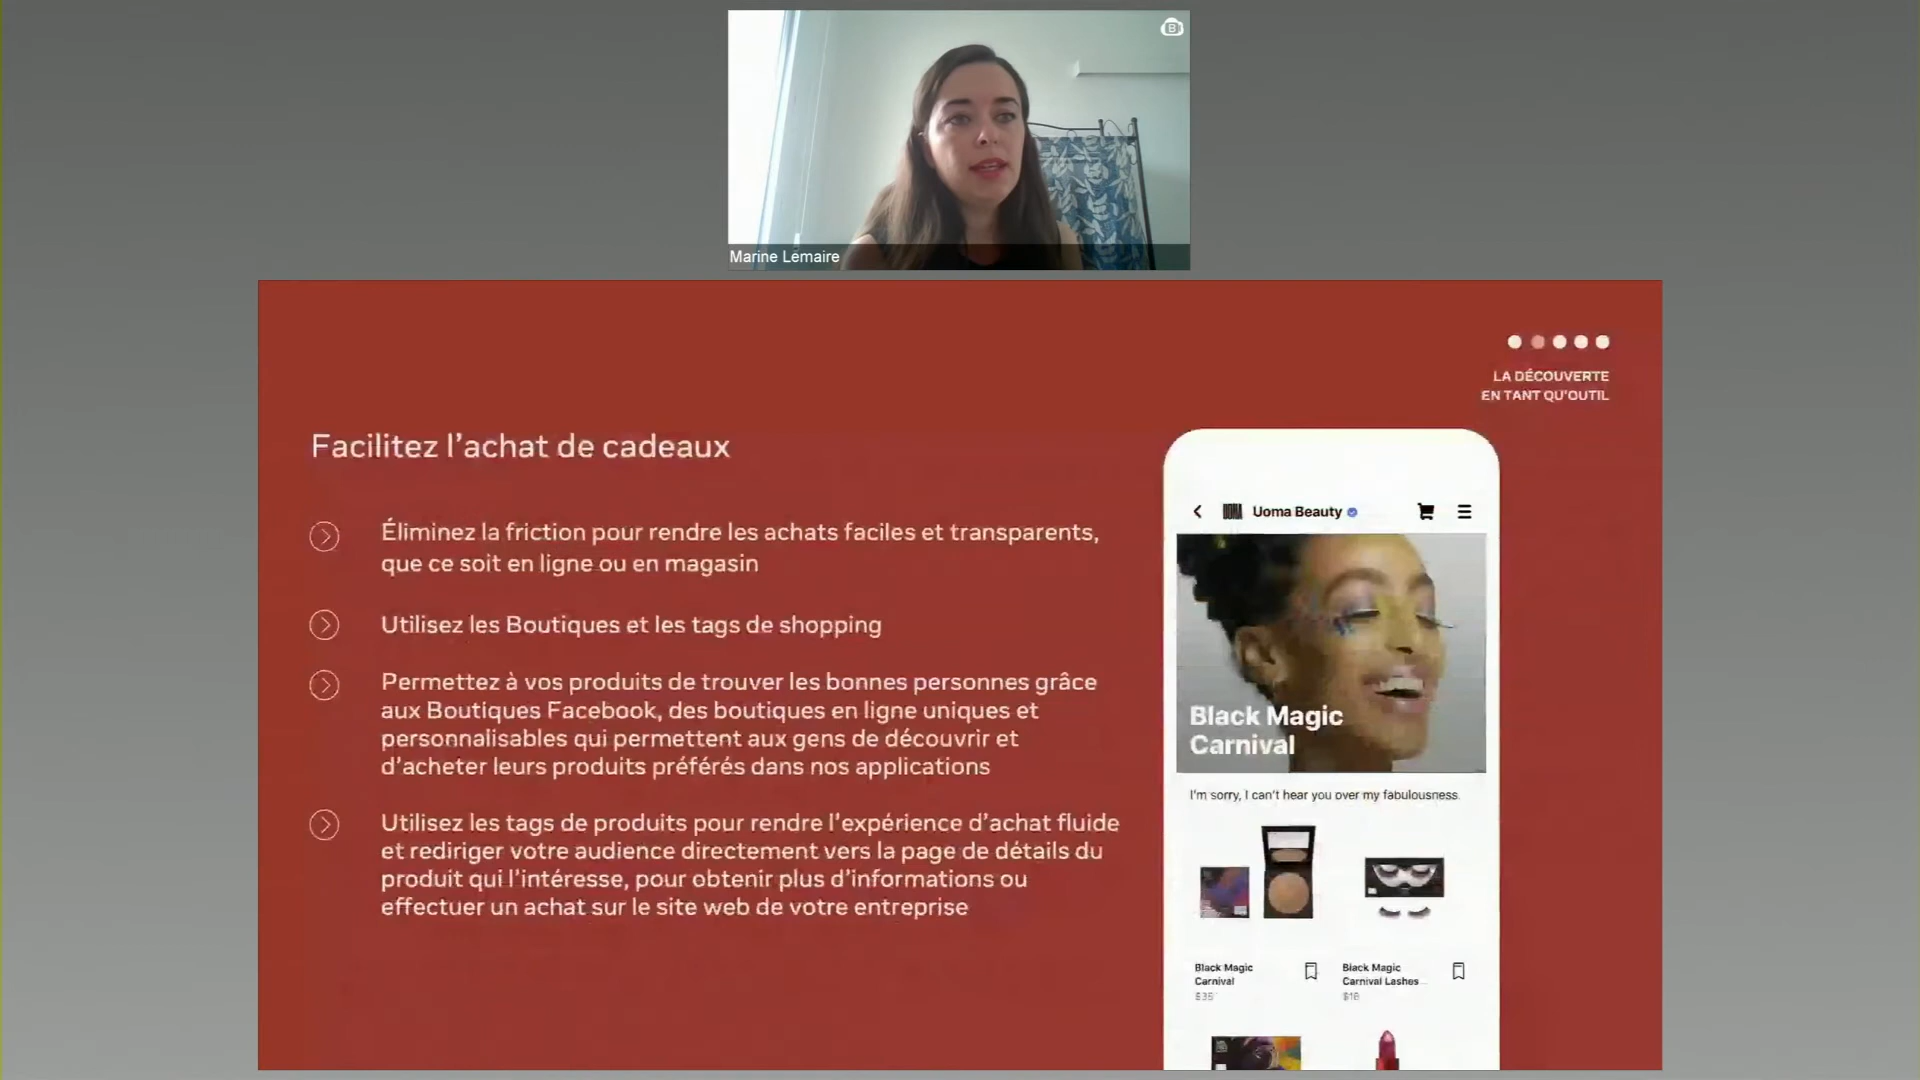 B
Marine Lemaire
LA DÉCOUVERTE
EN TANT QU'OUTIL
Facilitez l'achat de cadeaux
Éliminez la friction pour rendre les achats faciles et transparents,
que ce soit en ligne ou en magasin
Utilisez les Boutiques et les tags de shopping
Permettez à vos produits de trouver les bonnes personnes grâce
aux Boutiques Facebook, des boutiques en ligne uniques et
personnalisables qui permettent aux gens de découvrir et
d'acheter leurs produits préférés dans nos applications
Utilisez les tags de produits pour rendre l'expérience d'achat fluide
et rediriger votre audience directement vers la page de détails du
produit qui l'intéresse, pour obtenir plus d'informations ou
effectuer un achat sur le site web de votre entreprise
UOMA Uoma Beauty
Black Magic
Carnival
I'm sorry, I can't hear you over my fabulousness.
Black Magic
Carnival
$35
Black Magic
Carnival Lashes
$16